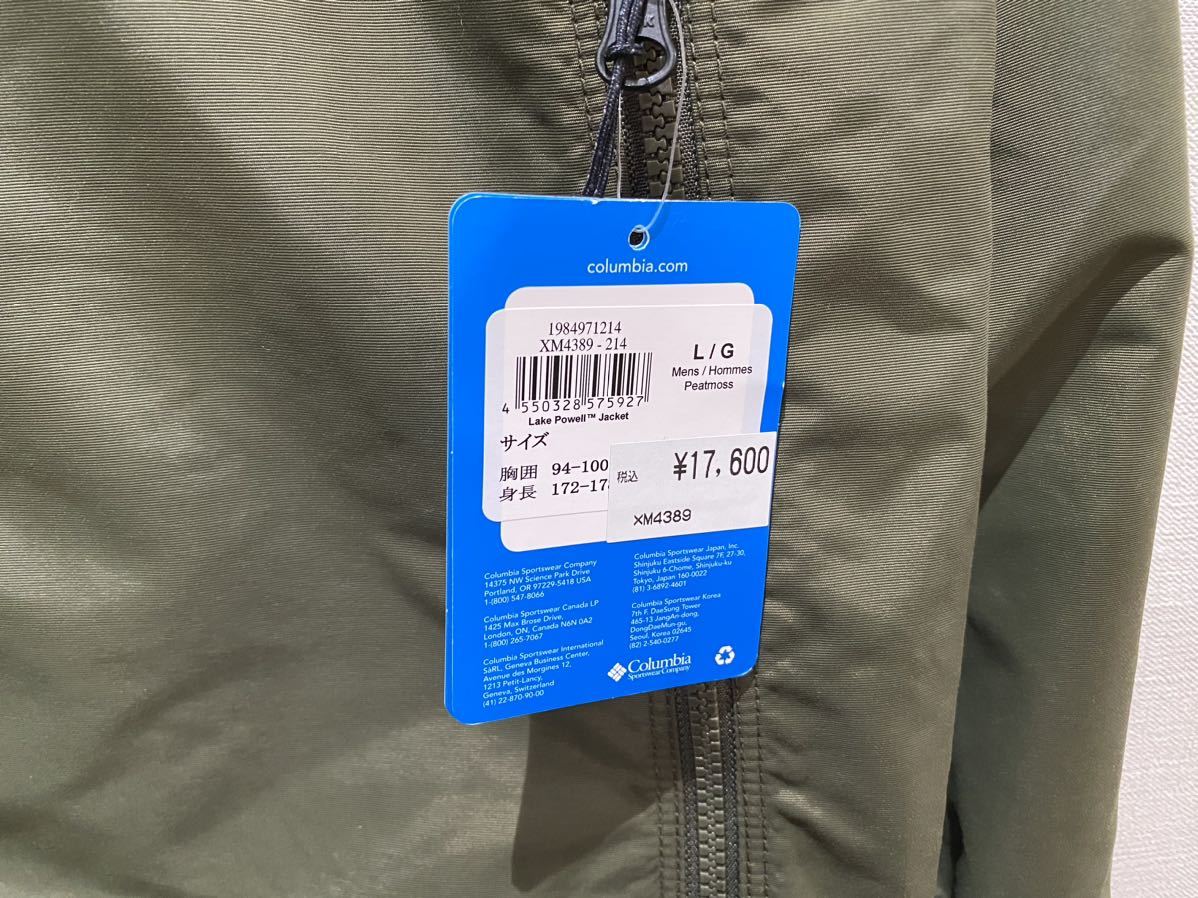 columbia.com
1984971214
XM4389 - 214
4 550328 575927
Lake Powell™ Jacket
L / G
Mens / Hommes
Peatmoss
サイズ
胸囲 94-100
身長 172-178
税込 ¥17,600
XM4389
Columbia Sportswear Company
14375 NW Science Park Drive
Portland, OR 97229-5418 USA
1-(800) 547-8066
Columbia Sportswear Canada LP
1425 Max Brose Drive,
London, ON, Canada N6N 0A2
1-(800) 265-7067
Columbia Sportswear International
SàRL, Geneva Business Center,
Avenue des Morgines 12,
1213 Petit-Lancy,
Geneva, Switzerland
(41) 22-870-90-00
Columbia Sportswear Japan, Inc.
Shinjuku Eastside Square 7F, 27-30,
Shinjuku 6-Chome, Shinjuku-ku
Tokyo, Japan 160-0022
(81) 3-6892-4601
Columbia Sportswear Korea
7th F. DaeSung Tower
465-13 JangAn-dong,
DongDaeMun-gu,
Seoul, Korea 02645
(82) 2-540-0277
Columbia
Sportswear Company